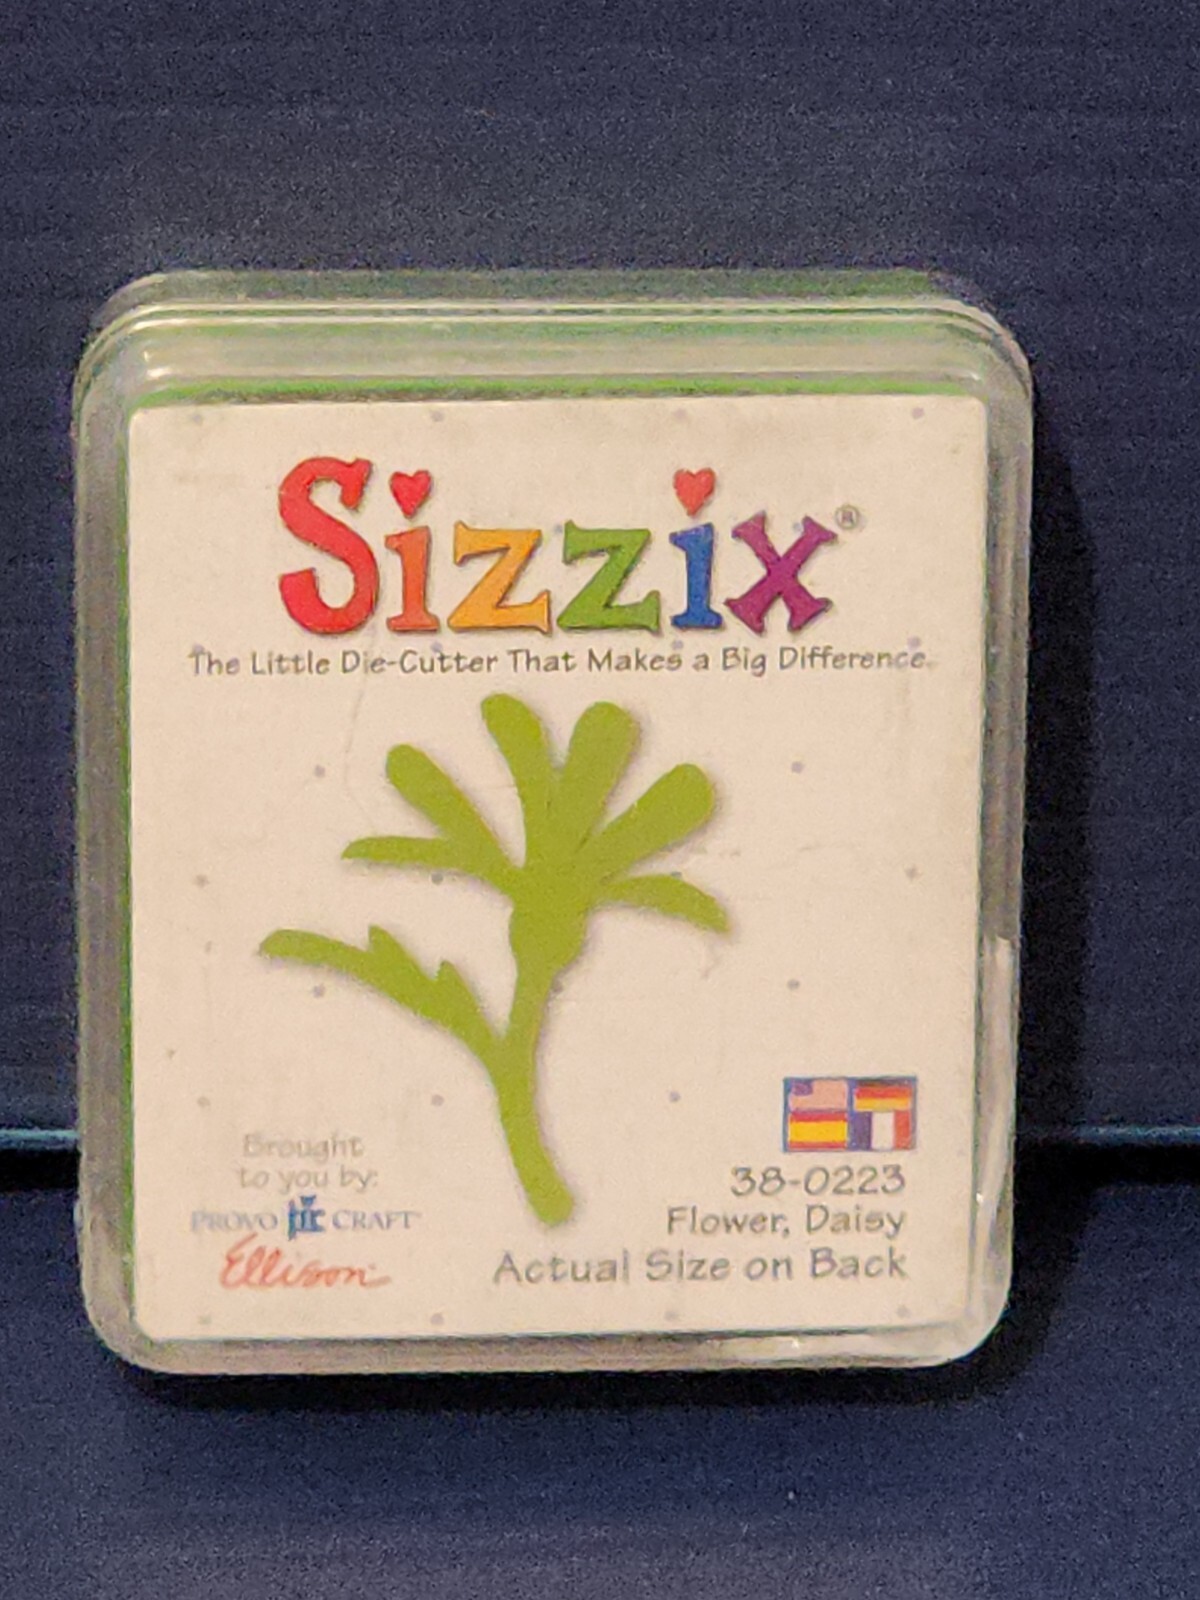 Sizzix®
The Little Die-Cutter That Makes a Big Difference.
Brought
to you by:
PROVO CRAFT
Ellison
38-0223
Flower, Daisy
Actual Size on Back